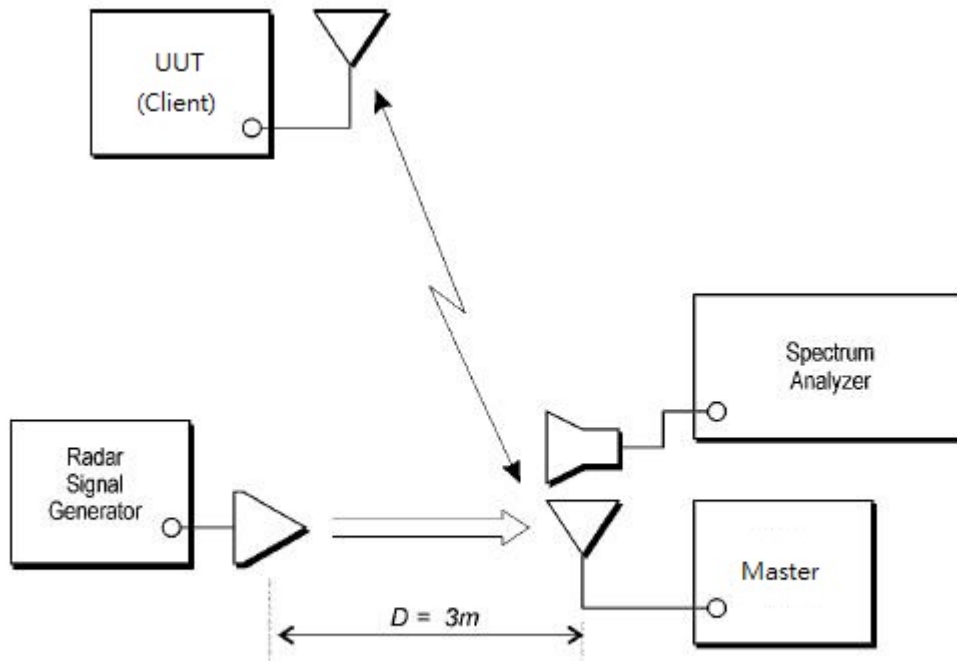 UUT
(Client)
Spectrum
Analyzer
Radar
Signal
Generator
Master
D = 3m